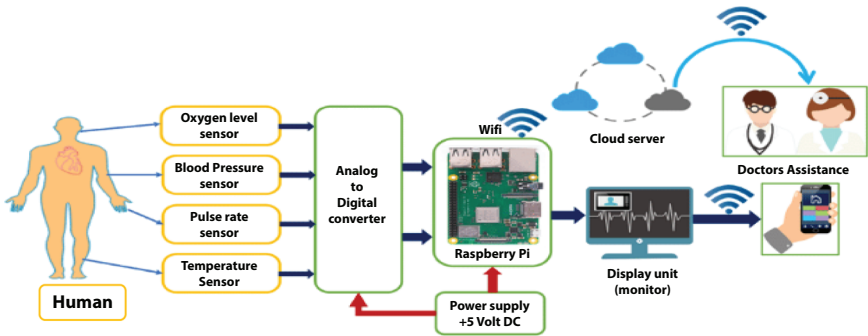 Oxygen level
sensor
Blood Pressure
sensor
Pulse rate
sensor
Temperature
Sensor
Human
Analog
to
Digital
converter
Wifi
Raspberry Pi
Power supply
+5 Volt DC
Cloud server
Doctors Assistance
Display unit
(monitor)